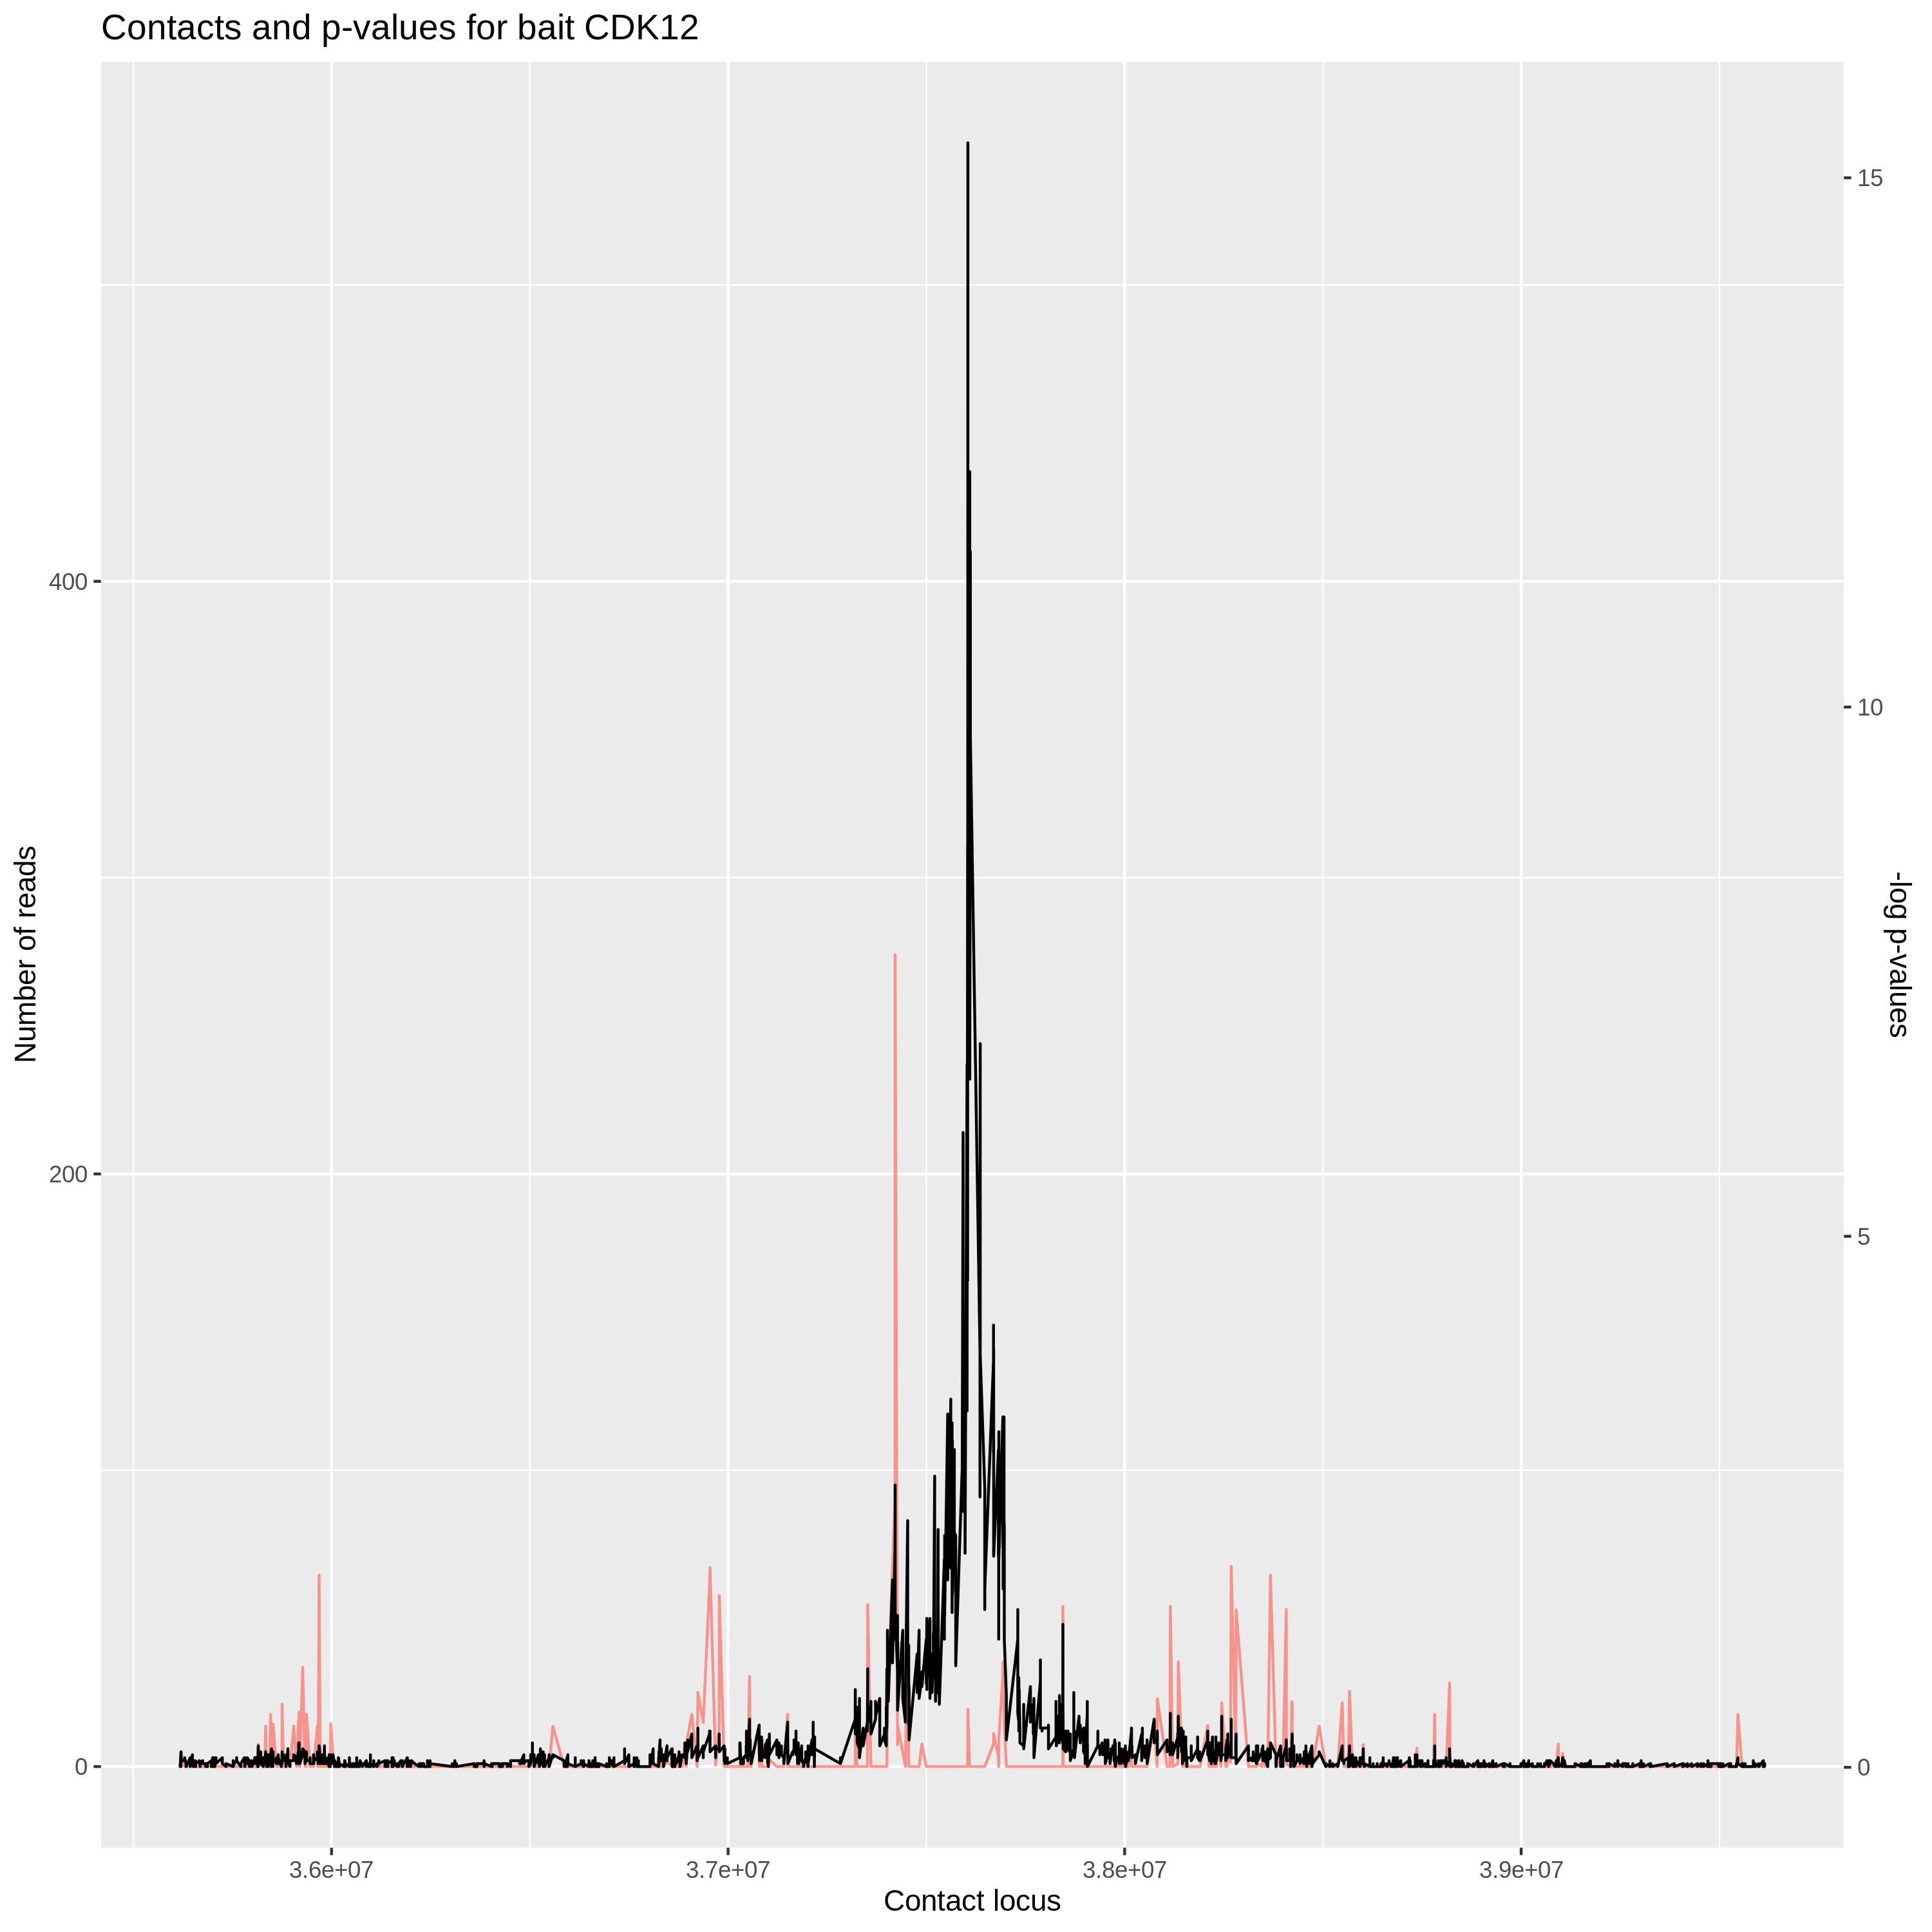 Contacts and p-values for bait CDK12
Number of reads
400
200
0
15
10
5
0
-log p-values
3.6e+07
3.7e+07
3.8e+07
3.9e+07
Contact locus